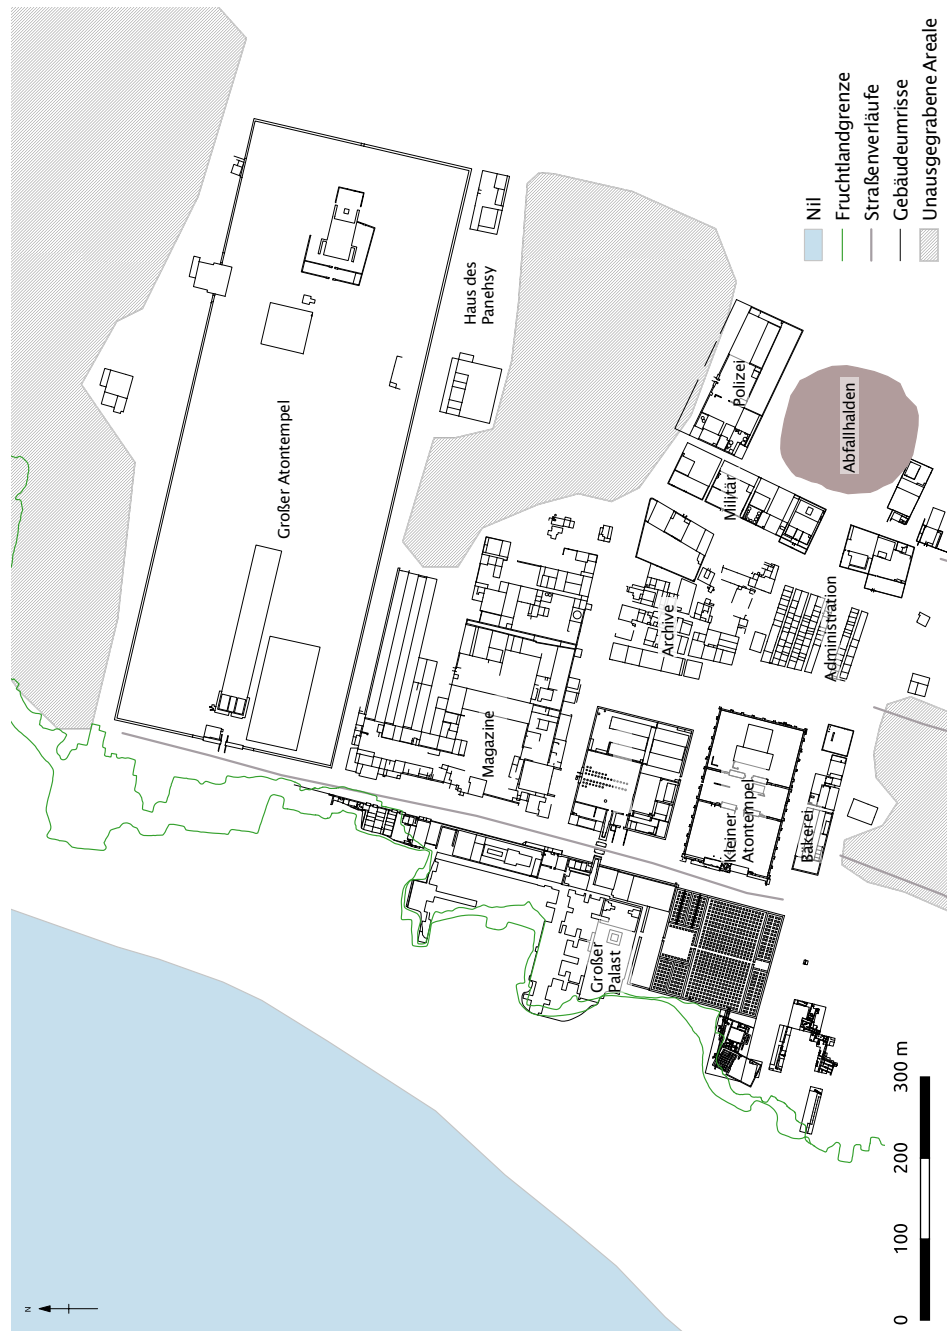 Großer Atontempel
Haus des
Panehsy
Magazine
Archive
Militär
Polizei
Abfallhalden
Administration
Kleiner
Atontempel
Bäkerei
Großer
Palast
Nil
Fruchtlandgrenze
Straßenverläufe
Gebäudeumrisse
Unausgegrabene Areale
0 100 200 300 m
N